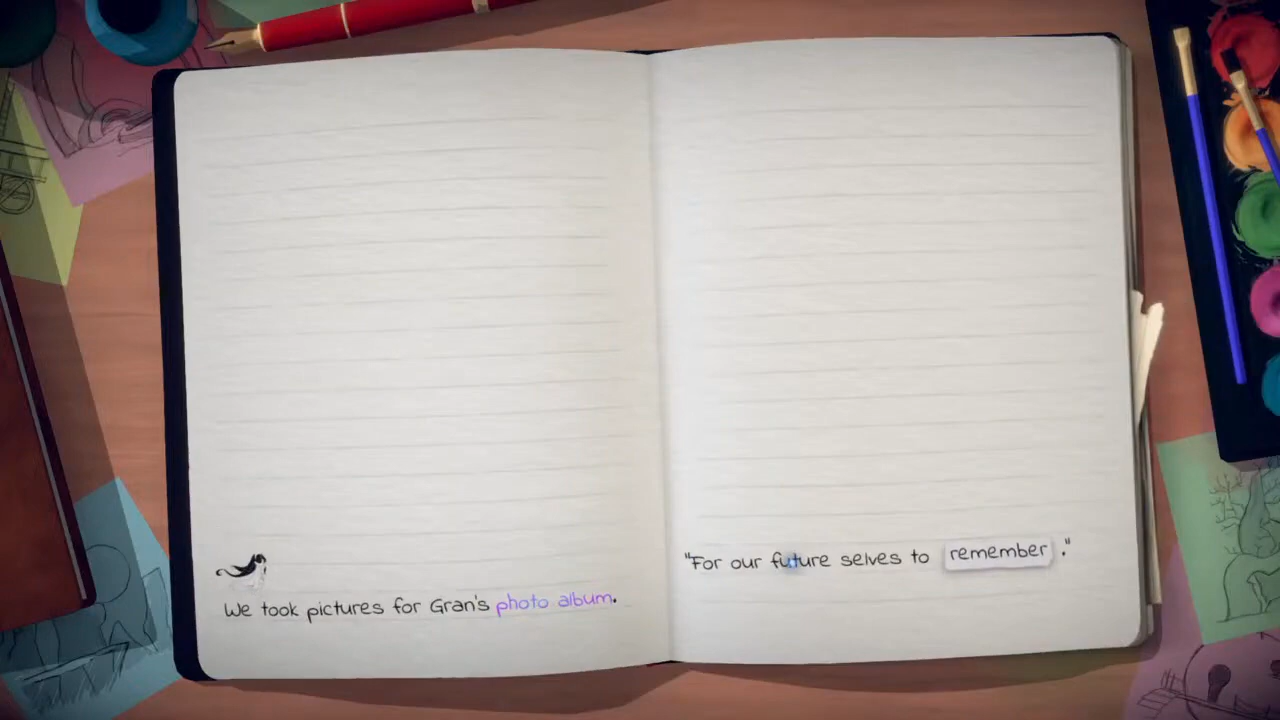 We took pictures for Gran's photo album.
"For our future selves to remember."